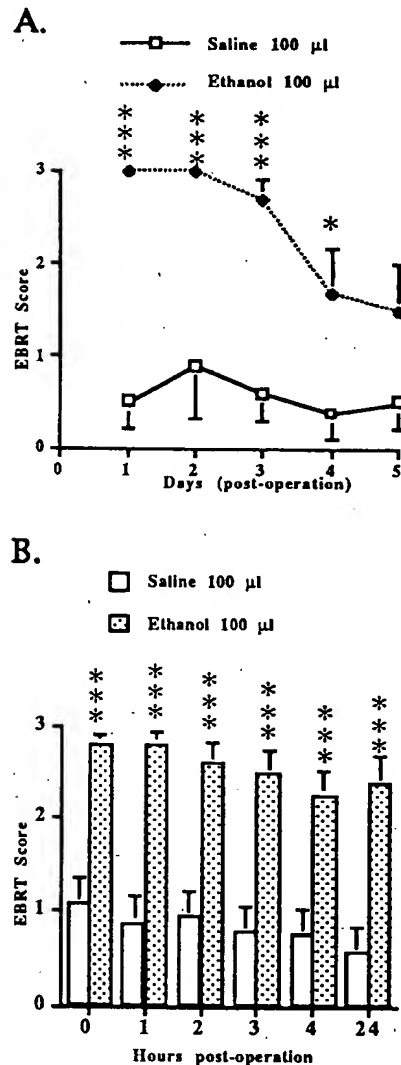 A.
Saline 100 µl
Ethanol 100 µl
*** *** *** *
3
2
1
0
EBRT Score
0 1 2 3 4 5
Days (post-operation)
B.
Saline 100 µl
Ethanol 100 µl
*** *** *** *** *** ***
3
2
1
0
EBRT Score
0 1 2 3 4 24
Hours post-operation